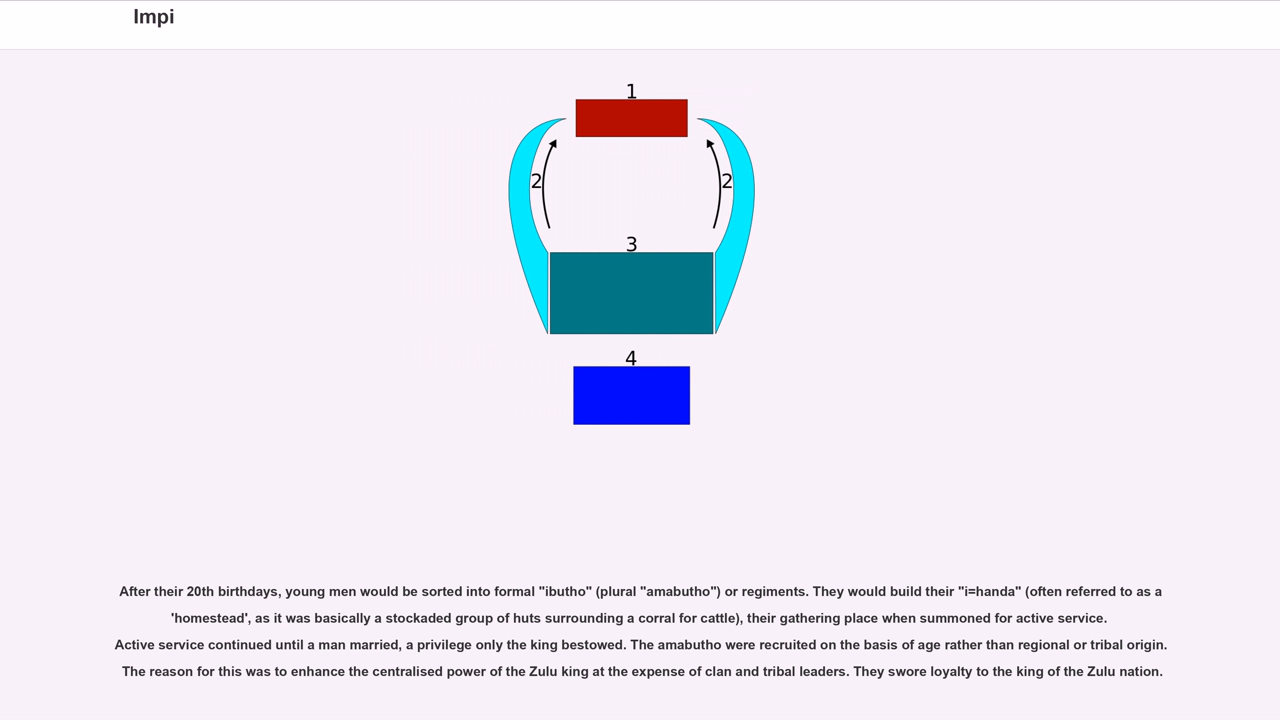 Impi
1
2 2
3
4
After their 20th birthdays, young men would be sorted into formal "ibutho" (plural "amabutho") or regiments. They would build their "i=handa" (often referred to as a
'homestead', as it was basically a stockaded group of huts surrounding a corral for cattle), their gathering place when summoned for active service.
Active service continued until a man married, a privilege only the king bestowed. The amabutho were recruited on the basis of age rather than regional or tribal origin.
The reason for this was to enhance the centralised power of the Zulu king at the expense of clan and tribal leaders. They swore loyalty to the king of the Zulu nation.